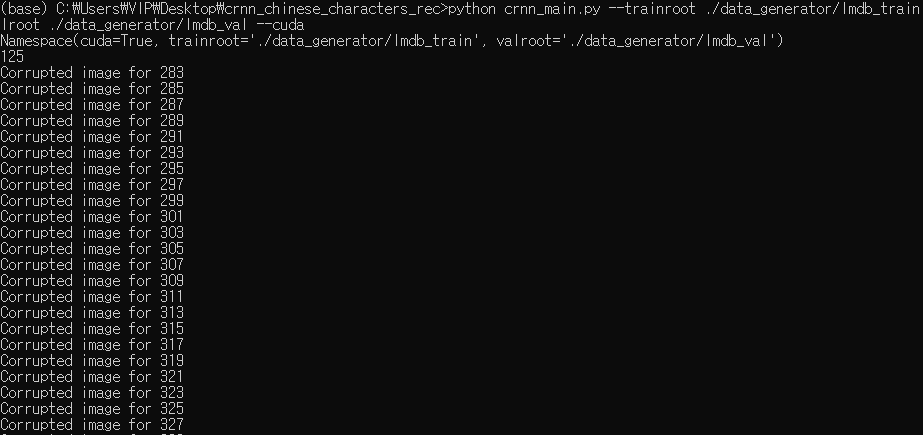 (base) C:₩Users₩VIP₩Desktop₩crnn_chinese_characters_rec>python crnn_main.py --trainroot ./data_generator/lmdb_train
lroot ./data_generator/lmdb_val --cuda
Namespace(cuda=True, trainroot='./data_generator/lmdb_train', valroot='./data_generator/lmdb_val')
125
Corrupted image for 283
Corrupted image for 285
Corrupted image for 287
Corrupted image for 289
Corrupted image for 291
Corrupted image for 293
Corrupted image for 295
Corrupted image for 297
Corrupted image for 299
Corrupted image for 301
Corrupted image for 303
Corrupted image for 305
Corrupted image for 307
Corrupted image for 309
Corrupted image for 311
Corrupted image for 313
Corrupted image for 315
Corrupted image for 317
Corrupted image for 319
Corrupted image for 321
Corrupted image for 323
Corrupted image for 325
Corrupted image for 327